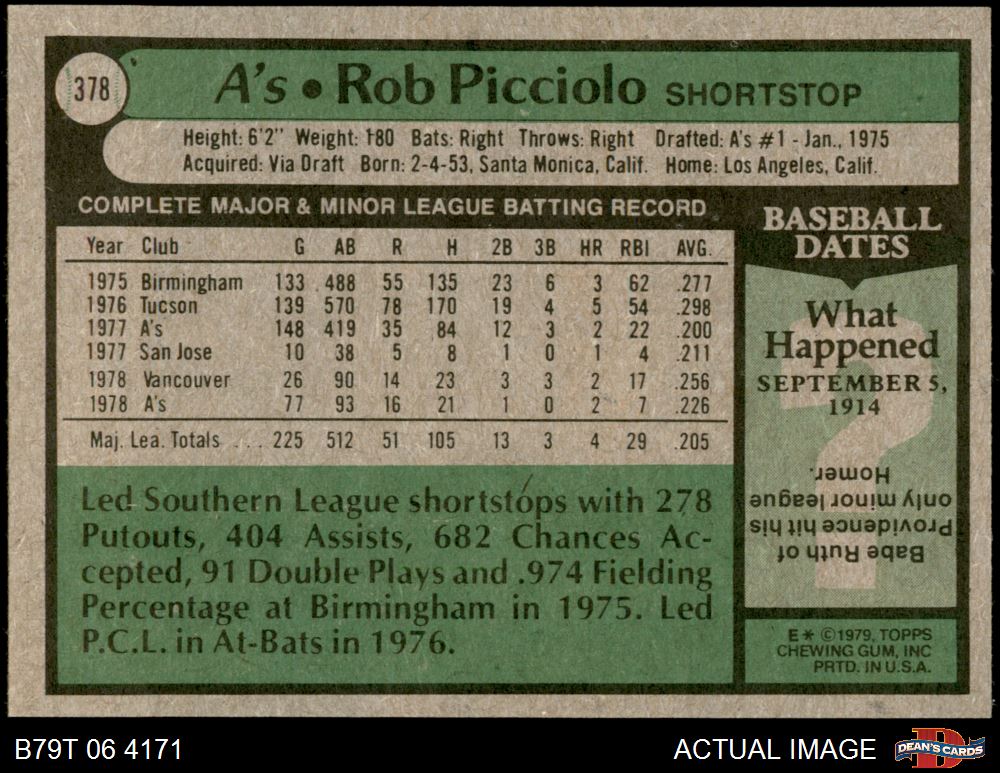 378
A's • Rob Picciolo SHORTSTOP
Height: 6'2" Weight: 180 Bats: Right Throws: Right Drafted: A's #1 - Jan., 1975
Acquired: Via Draft Born: 2-4-53, Santa Monica, Calif. Home: Los Angeles, Calif.
COMPLETE MAJOR & MINOR LEAGUE BATTING RECORD
Year Club G AB R H 2B 3B HR RBI AVG.
1975 Birmingham 133 488 55 135 23 6 3 62 .277
1976 Tucson 139 570 78 170 19 4 5 54 .298
1977 A's 148 419 35 84 12 3 2 22 .200
1977 San Jose 10 38 5 8 1 0 1 4 .211
1978 Vancouver 26 90 14 23 3 3 2 17 .256
1978 A's 77 93 16 21 1 0 2 7 .226
Maj. Lea. Totals ... 225 512 51 105 13 3 4 29 .205
Led Southern League shortstops with 278
Putouts, 404 Assists, 682 Chances Ac-
cepted, 91 Double Plays and .974 Fielding
Percentage at Birmingham in 1975. Led
P.C.L. in At-Bats in 1976.
BASEBALL
DATES
What
Happened
SEPTEMBER 5,
1914
?
Babe Ruth of
Providence hit his
only minor league
Homer.
E* ©1979, TOPPS
CHEWING GUM, INC
PRTD. IN U.S.A.
B79T 06 4171
ACTUAL IMAGE
D
DEAN'S CARDS